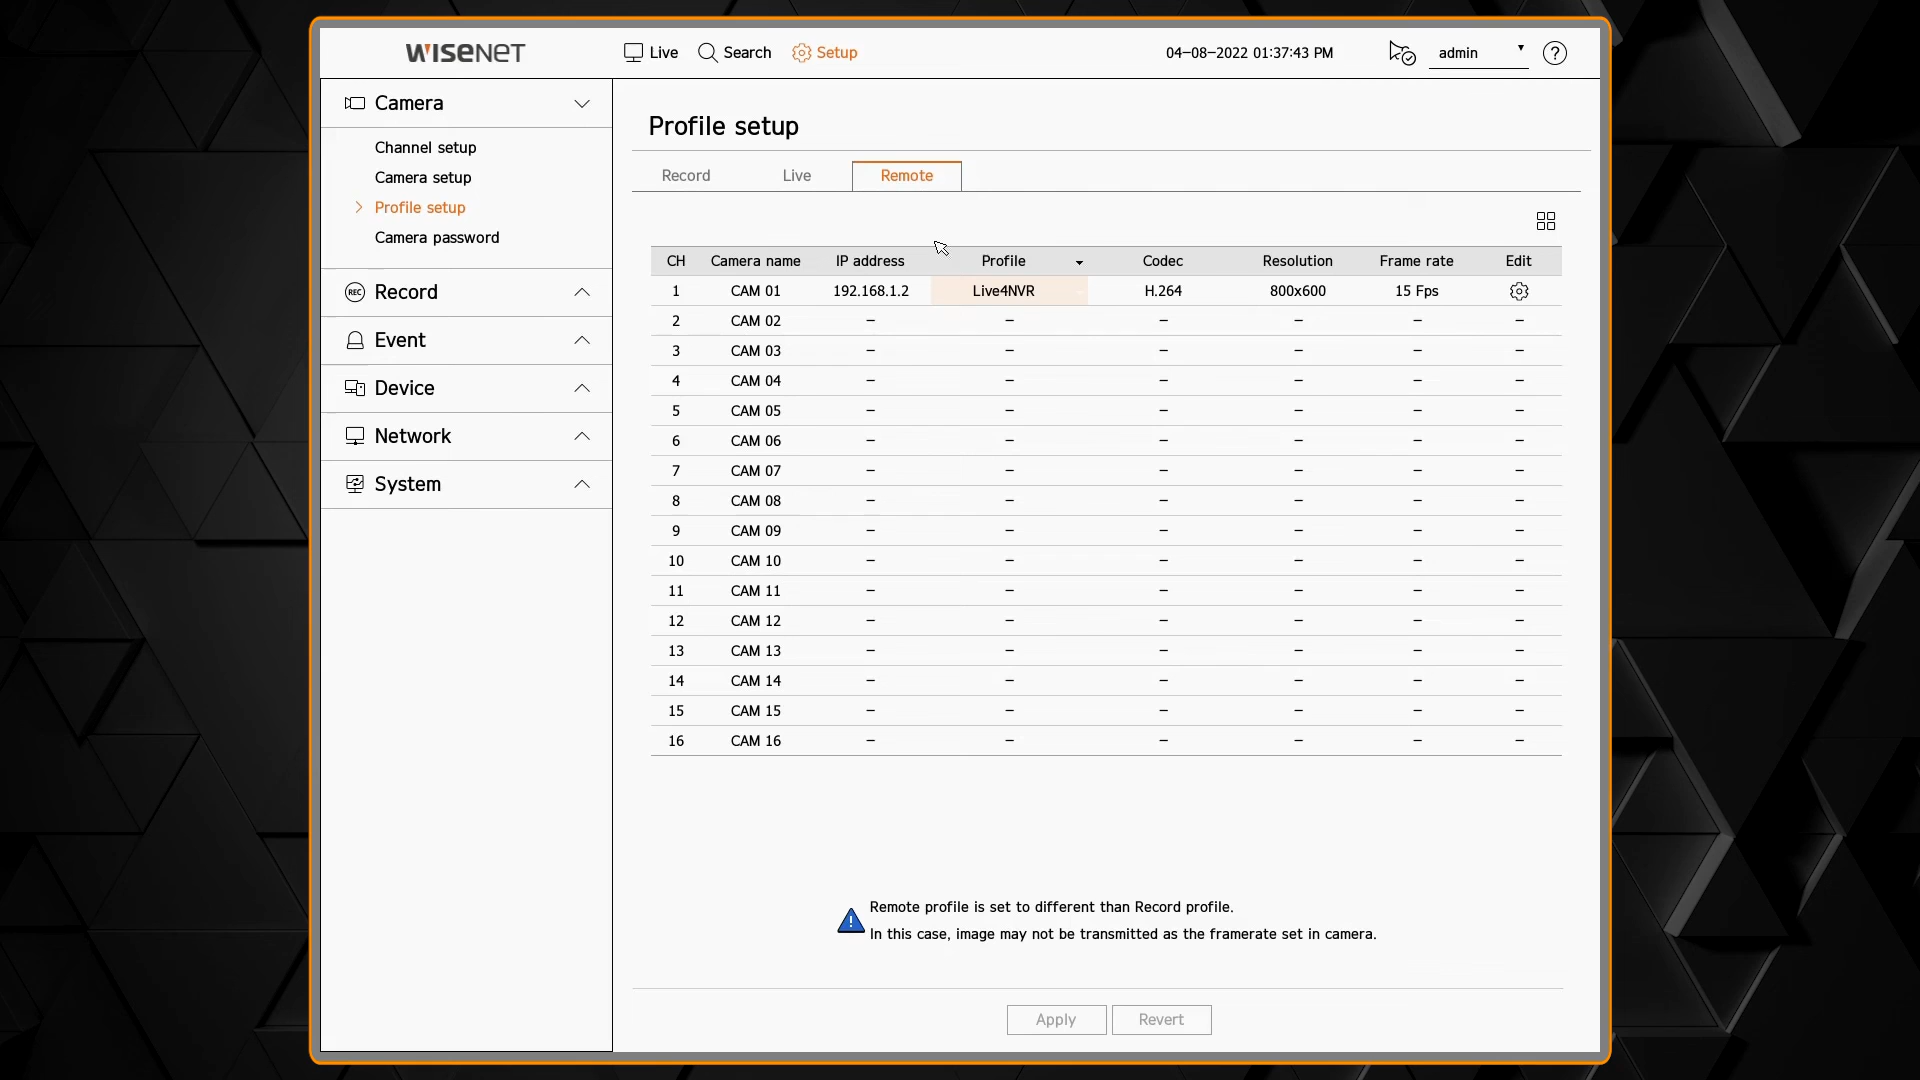 WISENET
Live Search Setup
04-08-2022 01:37:43 PM
admin
?
Camera
Channel setup
Camera setup
Profile setup
Camera password
REC Record
Event
Device
Network
System
Profile setup
Record Live Remote
CH Camera name IP address Profile Codec Resolution Frame rate Edit
1 CAM 01 192.168.1.2 Live4NVR H.264 800x600 15 Fps
2 CAM 02 – – – – – –
3 CAM 03 – – – – – –
4 CAM 04 – – – – – –
5 CAM 05 – – – – – –
6 CAM 06 – – – – – –
7 CAM 07 – – – – – –
8 CAM 08 – – – – – –
9 CAM 09 – – – – – –
10 CAM 10 – – – – – –
11 CAM 11 – – – – – –
12 CAM 12 – – – – – –
13 CAM 13 – – – – – –
14 CAM 14 – – – – – –
15 CAM 15 – – – – – –
16 CAM 16 – – – – – –
Remote profile is set to different than Record profile.
In this case, image may not be transmitted as the framerate set in camera.
Apply Revert